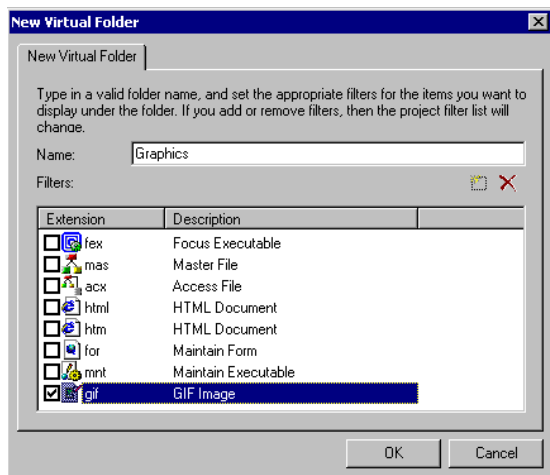 New Virtual Folder
New Virtual Folder
Type in a valid folder name, and set the appropriate filters for the items you want to
display under the folder. If you add or remove filters, then the project filter list will
change.
Name: Graphics
Filters:
Extension Description
fex Focus Executable
mas Master File
acx Access File
html HTML Document
htm HTML Document
for Maintain Form
mnt Maintain Executable
gif GIF Image
OK Cancel